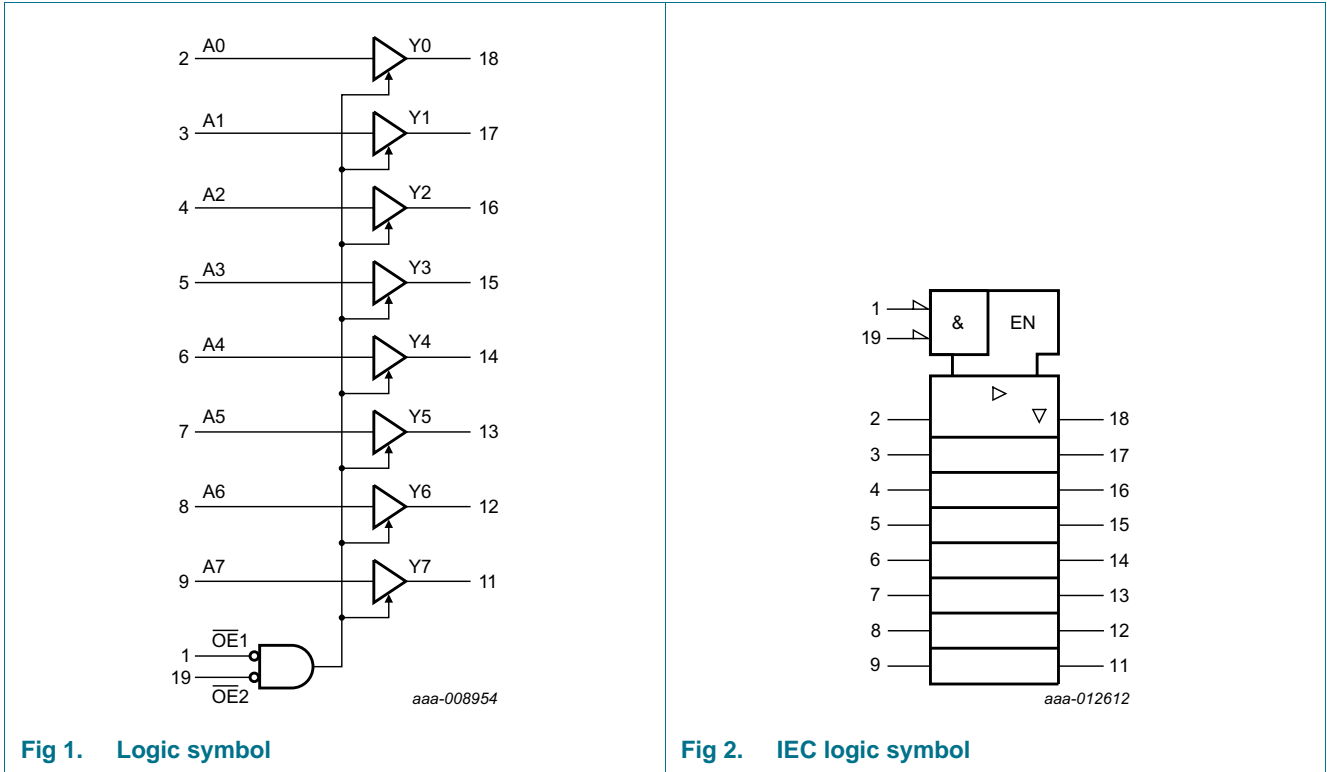 A0 Y0
2 18
A1 Y1
3 17
A2 Y2
4 16
A3 Y3
5 15
A4 Y4
6 14
A5 Y5
7 13
A6 Y6
8 12
A7 Y7
9 11
O̅E̅1
1
19
O̅E̅2
aaa-008954
Fig 1. Logic symbol
1
& EN
19
2 18
3 17
4 16
5 15
6 14
7 13
8 12
9 11
aaa-012612
Fig 2. IEC logic symbol